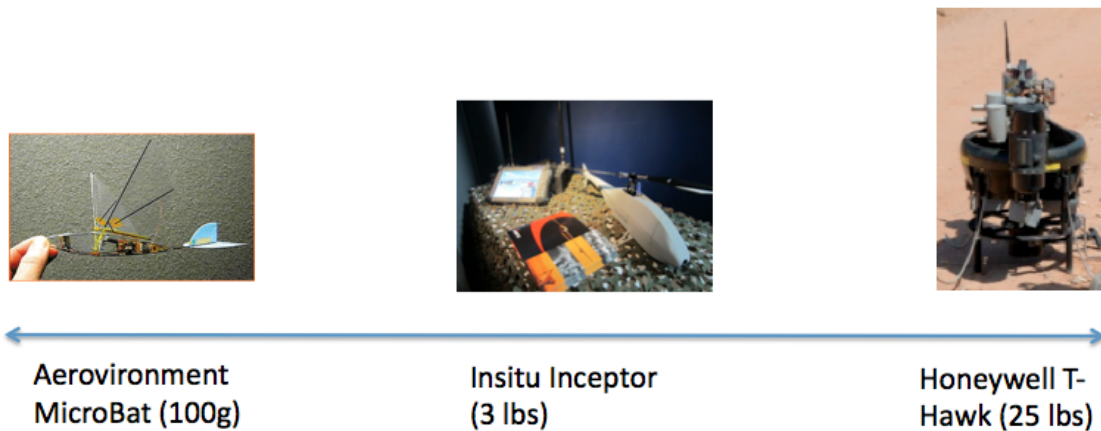 Aerovironment
MicroBat (100g)
Insitu Inceptor
(3 lbs)
Honeywell T-
Hawk (25 lbs)